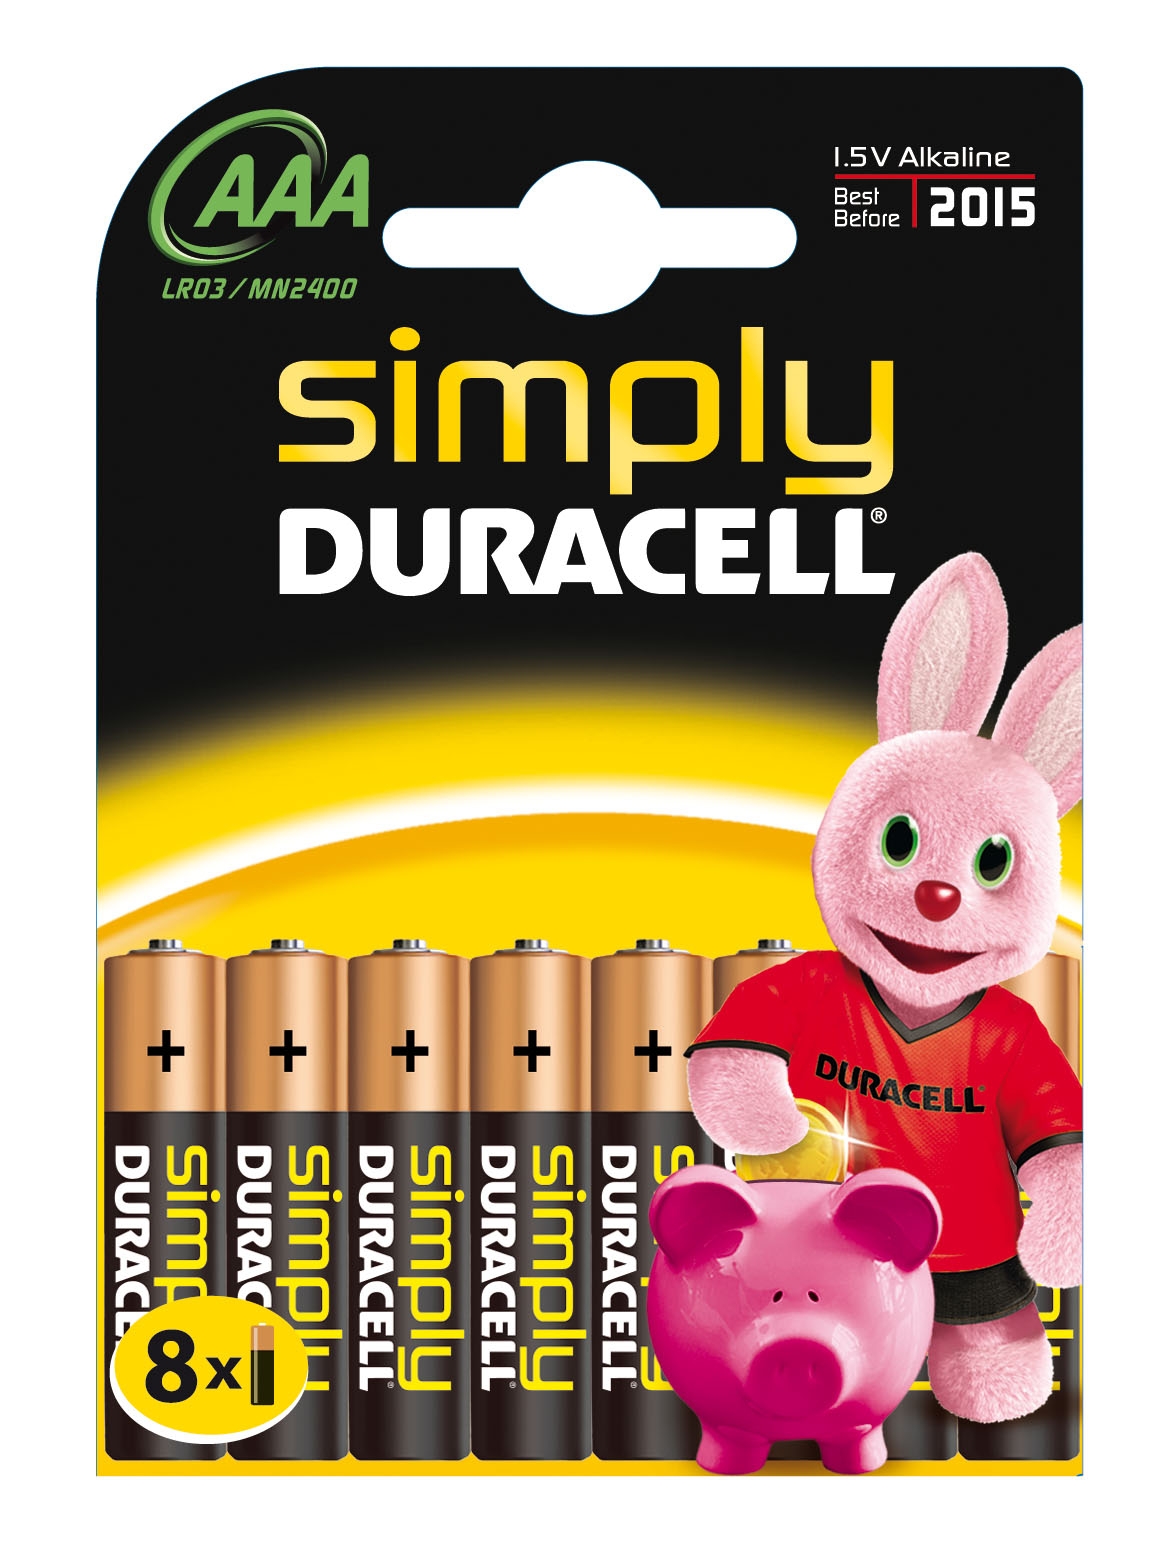 AAA
LR03/MN2400
1.5V Alkaline
Best
Before
2015
simply
DURACELL®
DURACELL
+
+
+
+
+
simply
DURACELL
simply
DURACELL
simply
DURACELL
simply
DURACELL
simply
DURACELL
8x